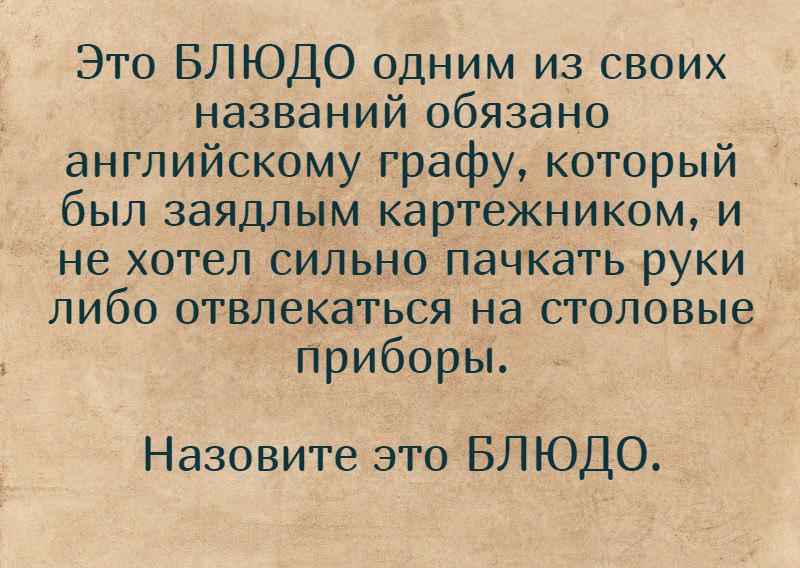 Это БЛЮДО одним из своих
названий обязано
английскому графу, который
был заядлым картежником, и
не хотел сильно пачкать руки
либо отвлекаться на столовые
приборы.
Назовите это БЛЮДО.